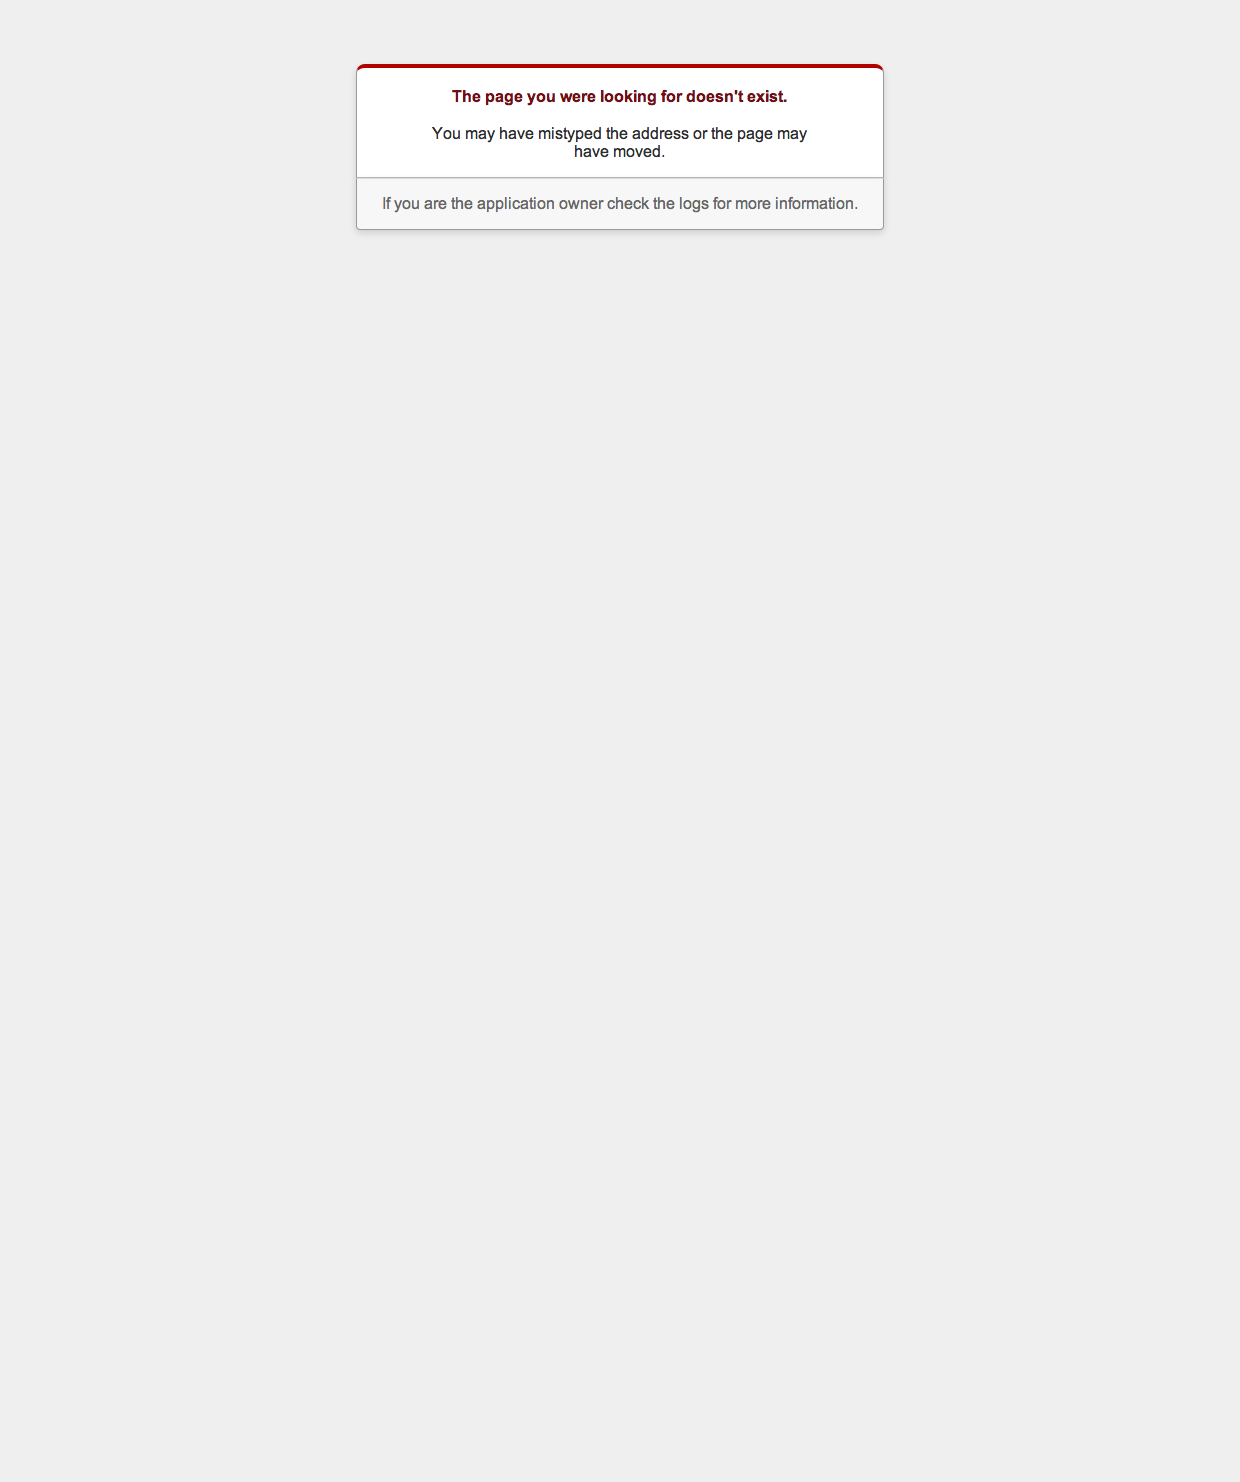 The page you were looking for doesn't exist.
You may have mistyped the address or the page may
have moved.
If you are the application owner check the logs for more information.